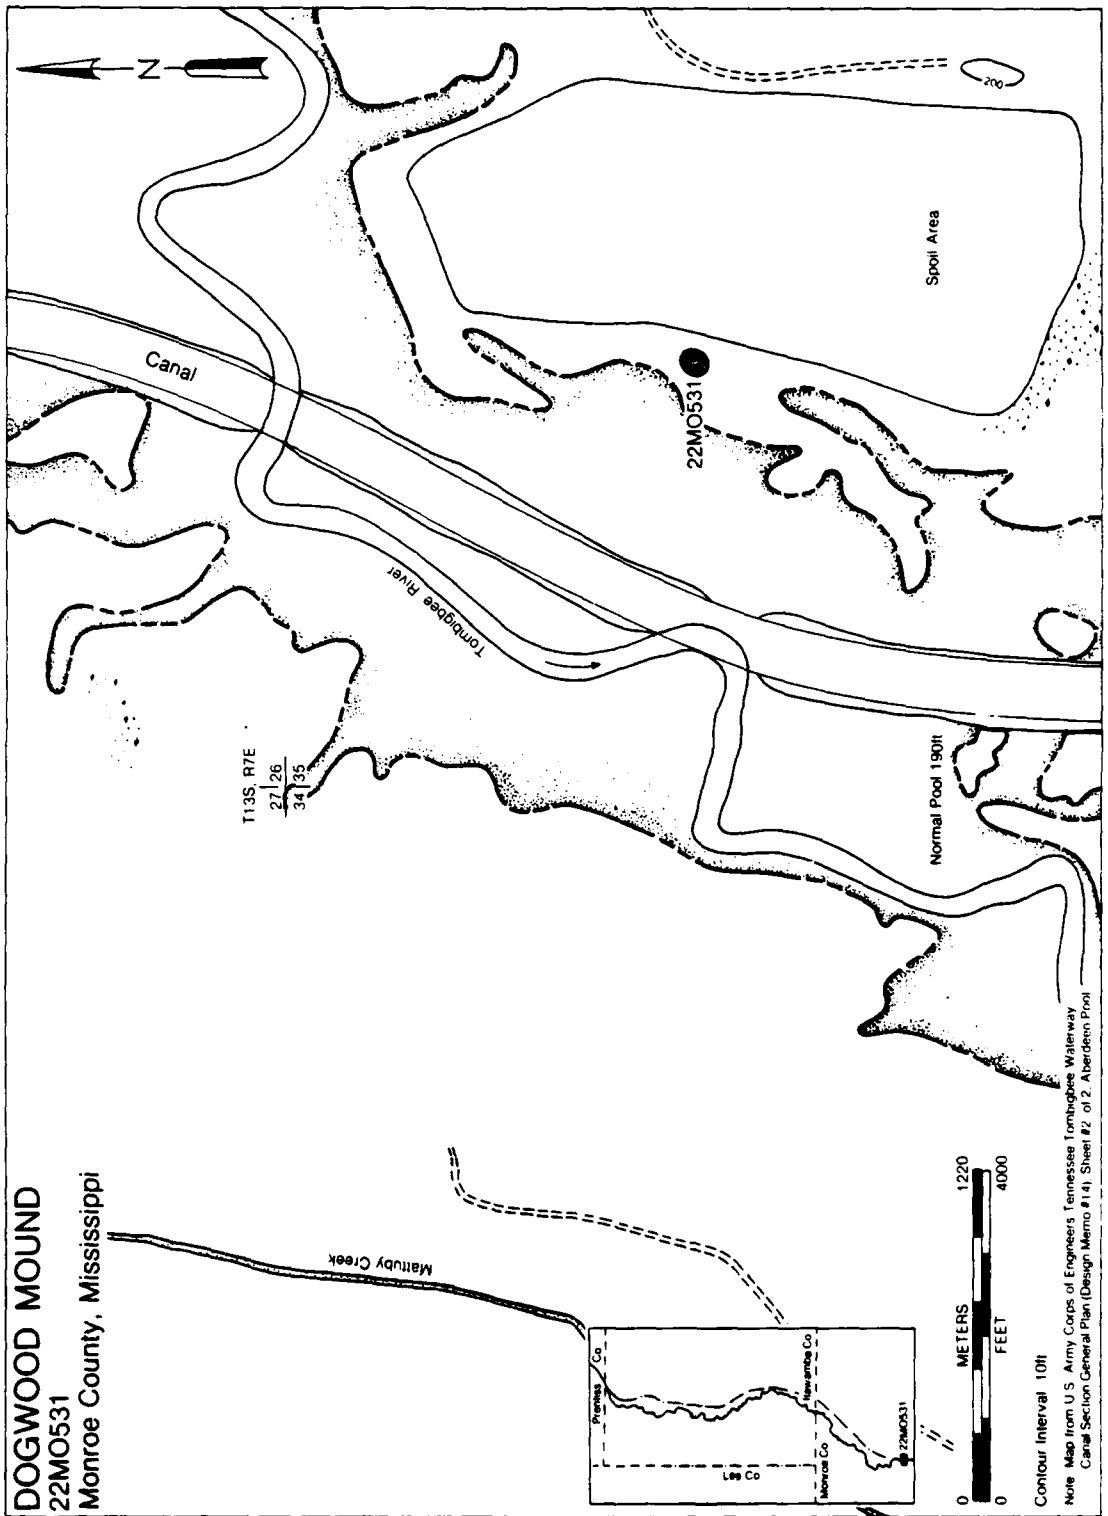 DOGWOOD MOUND
22MO531
Monroe County, Mississippi
N
200
Canal
Spoil Area
22MO531
Tombigbee River
T13S, R7E
27 26
34 35
Normal Pool 190ft
Mattuby Creek
Prentiss Co
Itawamba Co
Monroe Co
Lee Co
22MO531
METERS
0 1220
0 4000
FEET
Contour Interval 10ft
Note Map from U.S. Army Corps of Engineers Tennessee Tombigbee Waterway
Canal Section General Plan (Design Memo #14) Sheet #2 of 2. Aberdeen Pool